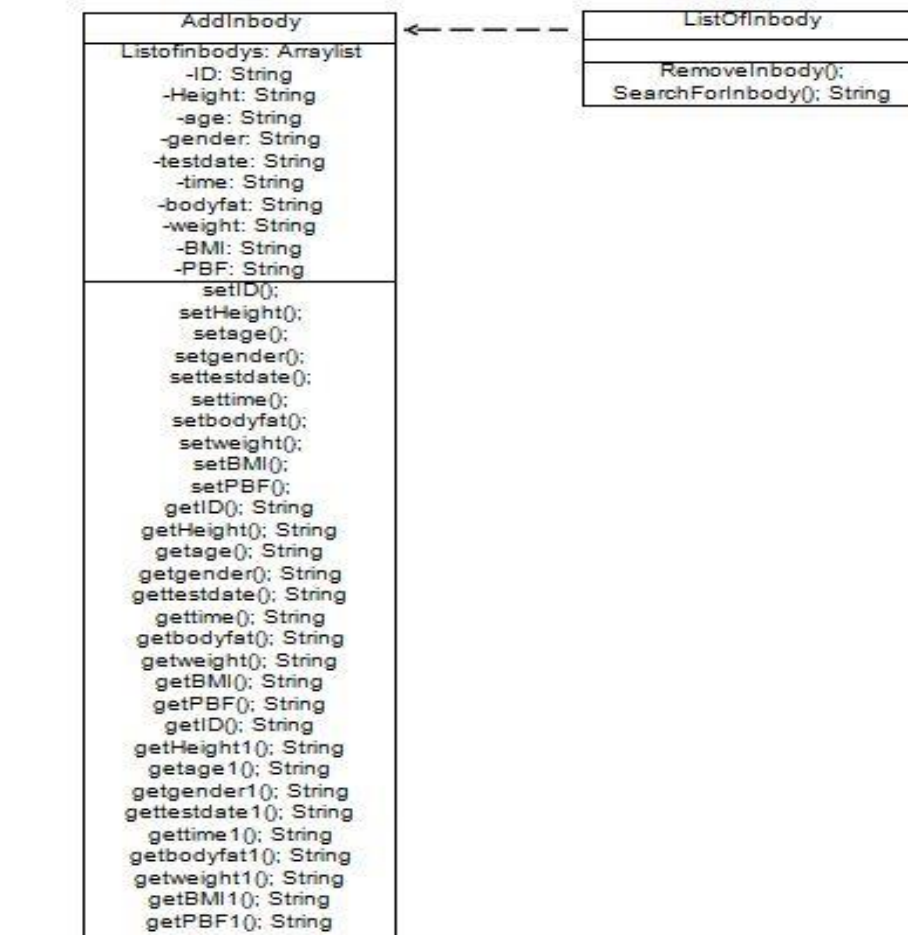 AddInbody
Listofinbodys: Arraylist
-ID: String
-Height: String
-age: String
-gender: String
-testdate: String
-time: String
-bodyfat: String
-weight: String
-BMI: String
-PBF: String
setID();
setHeight();
setage();
setgender();
settestdate();
settime();
setbodyfat();
setweight();
setBMI();
setPBF();
getID(); String
getHeight(); String
getage(); String
getgender(); String
gettestdate(); String
gettime(); String
getbodyfat(); String
getweight(); String
getBMI(); String
getPBF(); String
getID(); String
getHeight1(); String
getage1(); String
getgender1(); String
gettestdate1(); String
gettime1(); String
getbodyfat1(); String
getweight1(); String
getBMI1(); String
getPBF1(); String
ListOfInbody
RemoveInbody();
SearchForInbody(); String